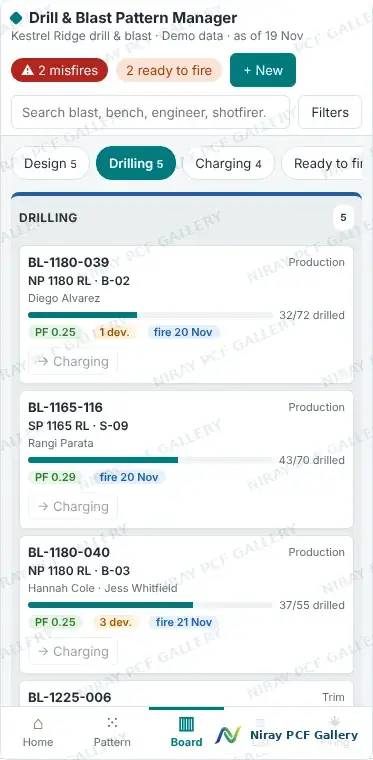 Drill & Blast Pattern Manager
Kestrel Ridge drill & blast · Demo data · as of 19 Nov
⚠ 2 misfires
2 ready to fire
+ New
Search blast, bench, engineer, shotfirer.
Filters
Design 5
Drilling 5
Charging 4
Ready to fir
DRILLING
5
BL-1180-039
Production
NP 1180 RL · B-02
Diego Alvarez
32/72 drilled
PF 0.25
1 dev.
fire 20 Nov
→ Charging
BL-1165-116
Production
SP 1165 RL · S-09
Rangi Parata
43/70 drilled
PF 0.29
fire 20 Nov
→ Charging
BL-1180-040
Production
NP 1180 RL · B-03
Hannah Cole · Jess Whitfield
37/55 drilled
PF 0.25
3 dev.
fire 21 Nov
→ Charging
BL-1225-006
Trim
Home
Pattern
Board
Niray PCF Gallery
NIRAY PCF GALLERY